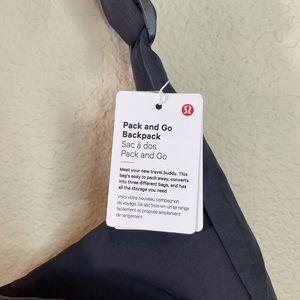 Pack and Go
Backpack
Sac à dos
Pack and Go
Meet your new travel buddy. This
bag's easy to pack away, converts
into three different bags, and has
all the storage you need
Voici votre nouveau compagnon
de voyage. Ce sac trois-en-un se range
facilement et propose amplement
de rangement